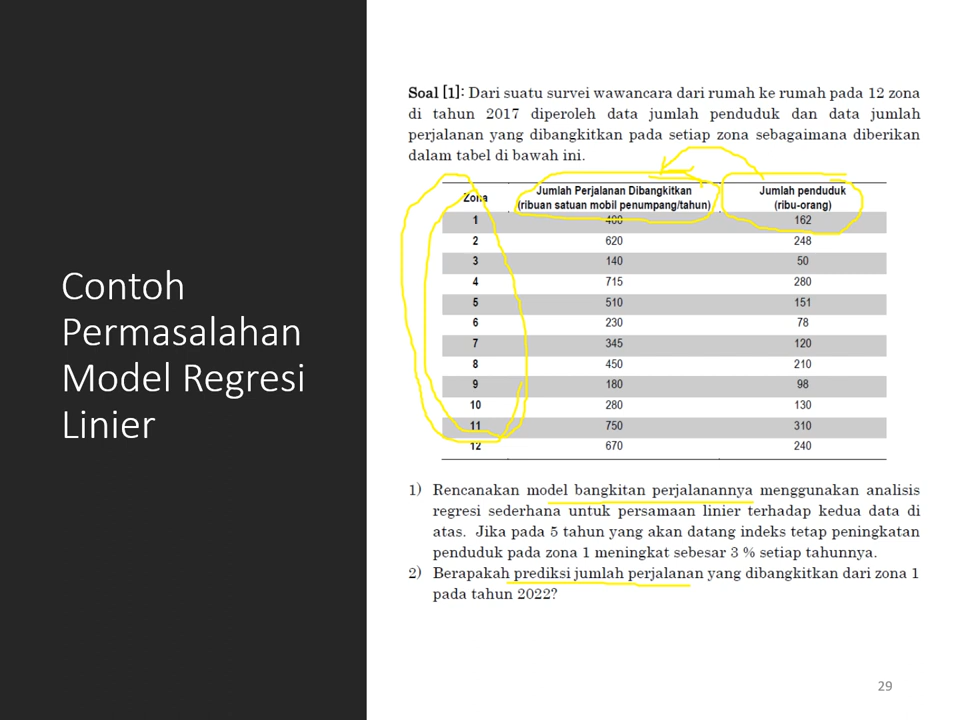 Contoh
Permasalahan
Model Regresi
Linier
Soal [1]: Dari suatu survei wawancara dari rumah ke rumah pada 12 zona
di tahun 2017 diperoleh data jumlah penduduk dan data jumlah
perjalanan yang dibangkitkan pada setiap zona sebagaimana diberikan
dalam tabel di bawah ini.
Zona Jumlah Perjalanan Dibangkitkan (ribuan satuan mobil penumpang/tahun) Jumlah penduduk (ribu-orang)
1 400 162
2 620 248
3 140 50
4 715 280
5 510 151
6 230 78
7 345 120
8 450 210
9 180 98
10 280 130
11 750 310
12 670 240
1) Rencanakan model bangkitan perjalanannya menggunakan analisis
regresi sederhana untuk persamaan linier terhadap kedua data di
atas. Jika pada 5 tahun yang akan datang indeks tetap peningkatan
penduduk pada zona 1 meningkat sebesar 3 % setiap tahunnya.
2) Berapakah prediksi jumlah perjalanan yang dibangkitkan dari zona 1
pada tahun 2022?
29